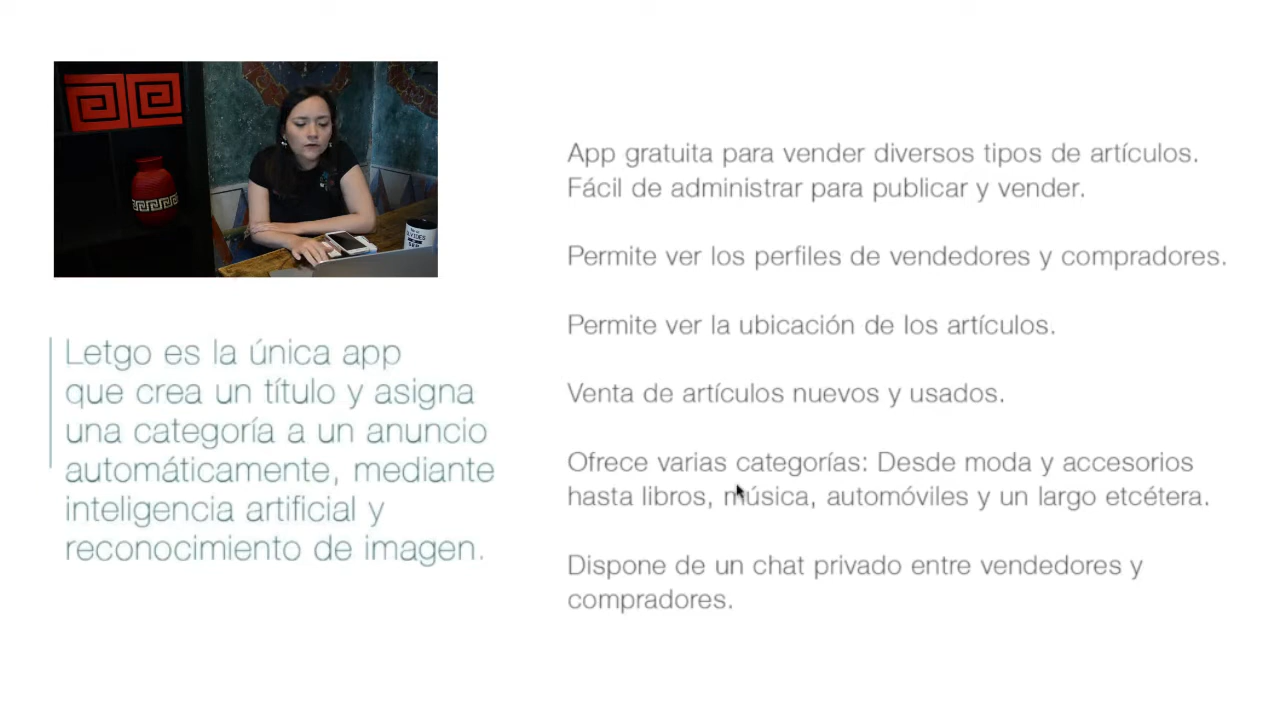 Letgo es la única app
que crea un título y asigna
una categoría a un anuncio
automáticamente, mediante
inteligencia artificial y
reconocimiento de imagen.
App gratuita para vender diversos tipos de artículos.
Fácil de administrar para publicar y vender.
Permite ver los perfiles de vendedores y compradores.
Permite ver la ubicación de los artículos.
Venta de artículos nuevos y usados.
Ofrece varias categorías: Desde moda y accesorios
hasta libros, música, automóviles y un largo etcétera.
Dispone de un chat privado entre vendedores y
compradores.